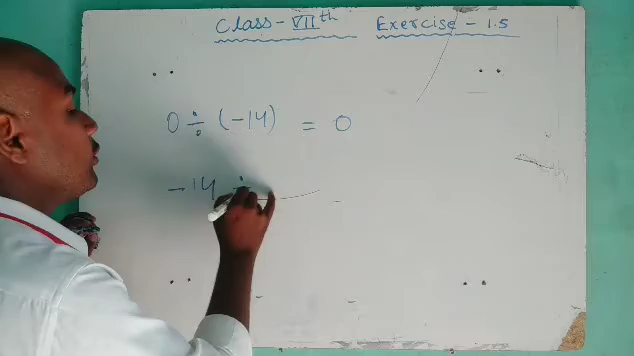 Class-VIIth Exercise-1.5
0 ÷ (-14) = 0
-14 ÷